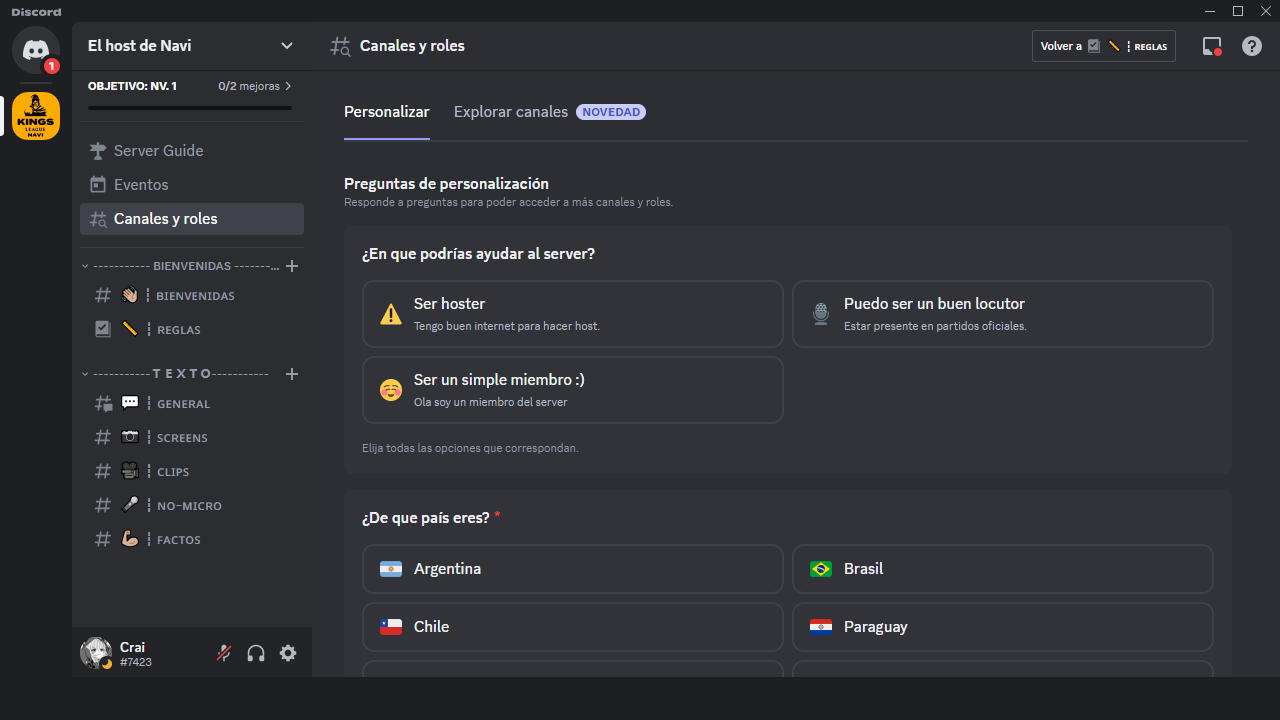 Discord
El host de Navi
Canales y roles
Volver a ┇ REGLAS
1
OBJETIVO: NV. 1
0/2 mejoras
KINGS
LEAGUE
NAVI
Personalizar
Explorar canales
NOVEDAD
Server Guide
Eventos
Canales y roles
Preguntas de personalización
Responde a preguntas para poder acceder a más canales y roles.
¿En que podrías ayudar al server?
----------- BIENVENIDAS -------...
┇ BIENVENIDAS
┇ REGLAS
Ser hoster
Tengo buen internet para hacer host.
Puedo ser un buen locutor
Estar presente en partidos oficiales.
Ser un simple miembro :)
Ola soy un miembro del server
Elija todas las opciones que correspondan.
----------- T E X T O-----------
┇ GENERAL
┇ SCREENS
┇ CLIPS
┇ NO-MICRO
┇ FACTOS
¿De que país eres? *
Argentina
Brasil
Chile
Paraguay
Crai
#7423